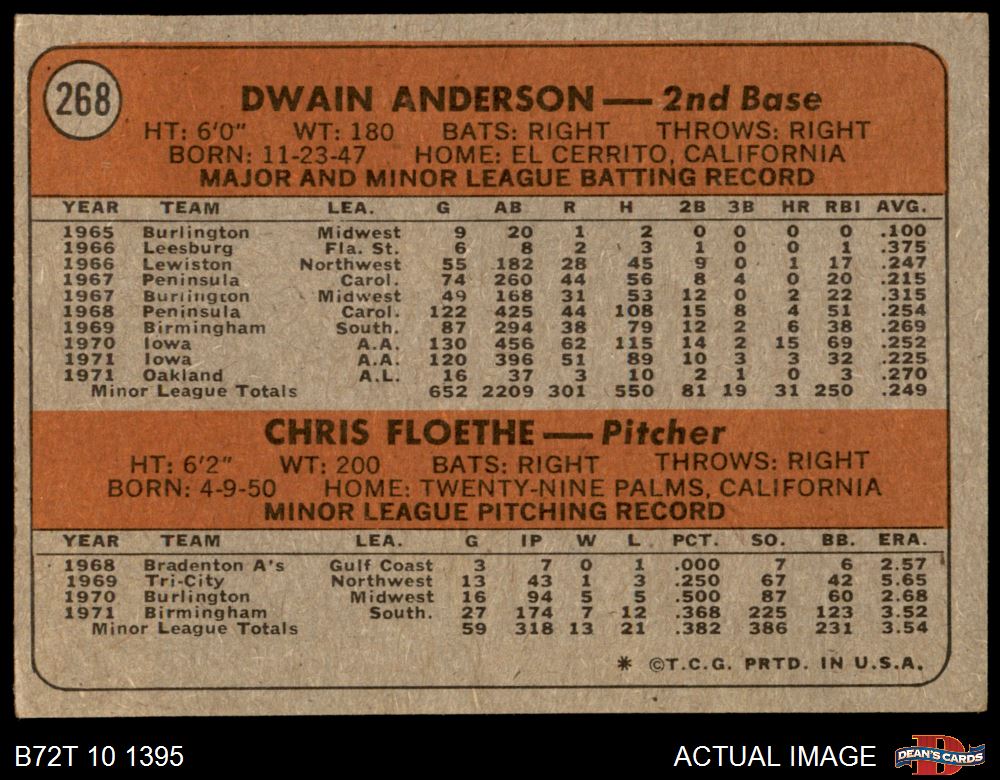 268
DWAIN ANDERSON — 2nd Base
HT: 6'0" WT: 180 BATS: RIGHT THROWS: RIGHT
BORN: 11-23-47 HOME: EL CERRITO, CALIFORNIA
MAJOR AND MINOR LEAGUE BATTING RECORD
YEAR TEAM LEA. G AB R H 2B 3B HR RBI AVG.
1965 Burlington Midwest 9 20 1 2 0 0 0 0 .100
1966 Leesburg Fla. St. 6 8 2 3 1 0 0 1 .375
1966 Lewiston Northwest 55 182 28 45 9 0 1 17 .247
1967 Peninsula Carol. 74 260 44 56 8 4 0 20 .215
1967 Burlington Midwest 49 168 31 53 12 0 2 22 .315
1968 Peninsula Carol. 122 425 44 108 15 8 4 51 .254
1969 Birmingham South. 87 294 38 79 12 2 6 38 .269
1970 Iowa A.A. 130 456 62 115 14 2 15 69 .252
1971 Iowa A.A. 120 396 51 89 10 3 3 32 .225
1971 Oakland A.L. 16 37 3 10 2 1 0 3 .270
Minor League Totals 652 2209 301 550 81 19 31 250 .249
CHRIS FLOETHE — Pitcher
HT: 6'2" WT: 200 BATS: RIGHT THROWS: RIGHT
BORN: 4-9-50 HOME: TWENTY-NINE PALMS, CALIFORNIA
MINOR LEAGUE PITCHING RECORD
YEAR TEAM LEA. G IP W L PCT. SO. BB. ERA.
1968 Bradenton A's Gulf Coast 3 7 0 1 .000 7 6 2.57
1969 Tri-City Northwest 13 43 1 3 .250 67 42 5.65
1970 Burlington Midwest 16 94 5 5 .500 87 60 2.68
1971 Birmingham South. 27 174 7 12 .368 225 123 3.52
Minor League Totals 59 318 13 21 .382 386 231 3.54
* ©T.C.G. PRTD. IN U.S.A.
B72T 10 1395 ACTUAL IMAGE D DEAN'S CARDS